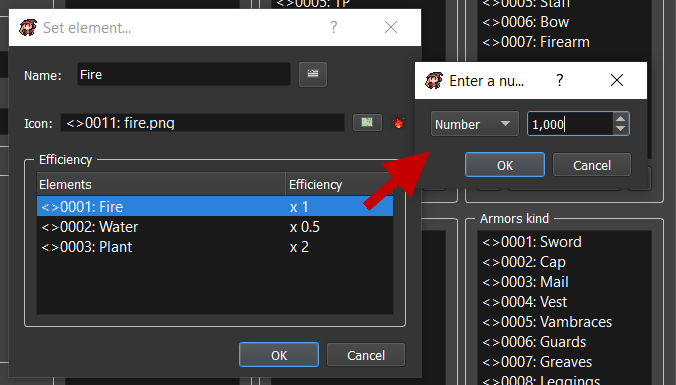 <>0005: TP
<>0005: Staff
<>0006: Bow
<>0007: Firearm
Set element...
?
Name:
Fire
Icon:
<>0011: fire.png
Efficiency
Elements Efficiency
<>0001: Fire x 1
<>0002: Water x 0.5
<>0003: Plant x 2
OK
Cancel
Enter a nu...
?
Number
1,000
OK
Cancel
Armors kind
<>0001: Sword
<>0002: Cap
<>0003: Mail
<>0004: Vest
<>0005: Vambraces
<>0006: Guards
<>0007: Greaves
<>0008: Leggings